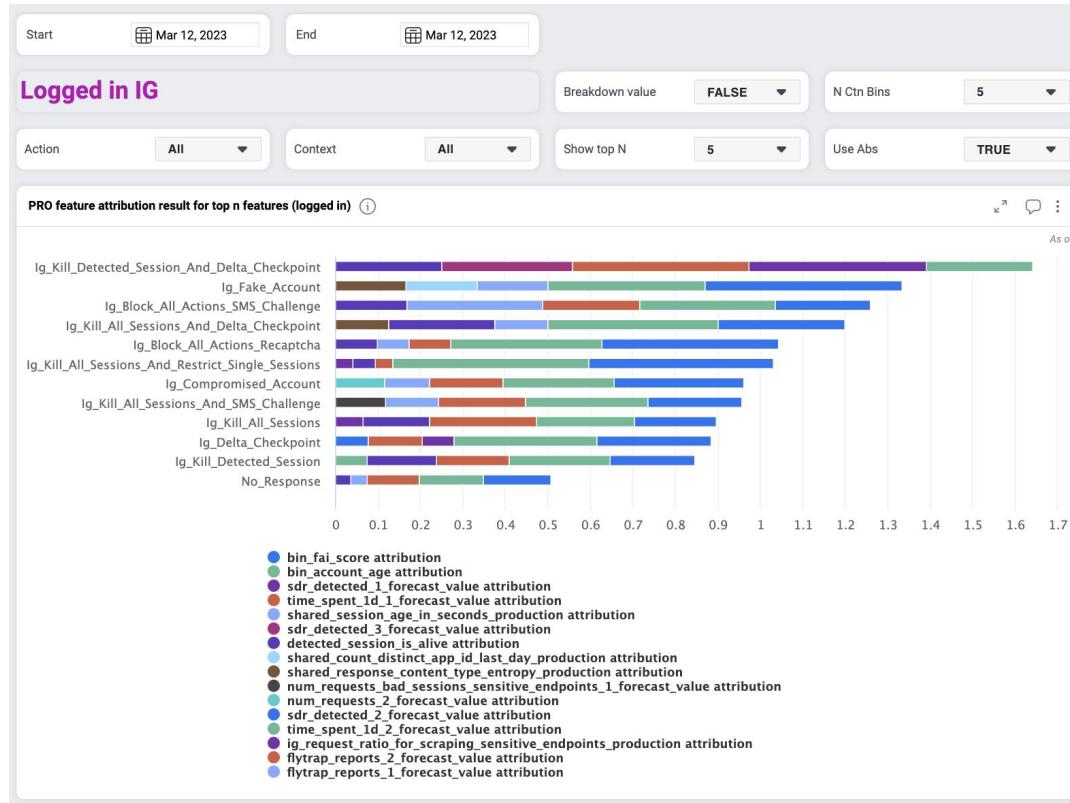 Start Mar 12, 2023 End Mar 12, 2023
Logged in IG
Breakdown value FALSE N Ctn Bins 5
Action All Context All Show top N 5 Use Abs TRUE
PRO feature attribution result for top n features (logged in)
As o
Ig_Kill_Detected_Session_And_Delta_Checkpoint
Ig_Fake_Account
Ig_Block_All_Actions_SMS_Challenge
Ig_Kill_All_Sessions_And_Delta_Checkpoint
Ig_Block_All_Actions_Recaptcha
Ig_Kill_All_Sessions_And_Restrict_Single_Sessions
Ig_Compromised_Account
Ig_Kill_All_Sessions_And_SMS_Challenge
Ig_Kill_All_Sessions
Ig_Delta_Checkpoint
Ig_Kill_Detected_Session
No_Response
0 0.1 0.2 0.3 0.4 0.5 0.6 0.7 0.8 0.9 1 1.1 1.2 1.3 1.4 1.5 1.6 1.7
bin_fai_score attribution
bin_account_age attribution
sdr_detected_1_forecast_value attribution
time_spent_1d_1_forecast_value attribution
shared_session_age_in_seconds_production attribution
sdr_detected_3_forecast_value attribution
detected_session_is_alive attribution
shared_count_distinct_app_id_last_day_production attribution
shared_response_content_type_entropy_production attribution
num_requests_bad_sessions_sensitive_endpoints_1_forecast_value attribution
num_requests_2_forecast_value attribution
sdr_detected_2_forecast_value attribution
time_spent_1d_2_forecast_value attribution
ig_request_ratio_for_scraping_sensitive_endpoints_production attribution
flytrap_reports_2_forecast_value attribution
flytrap_reports_1_forecast_value attribution